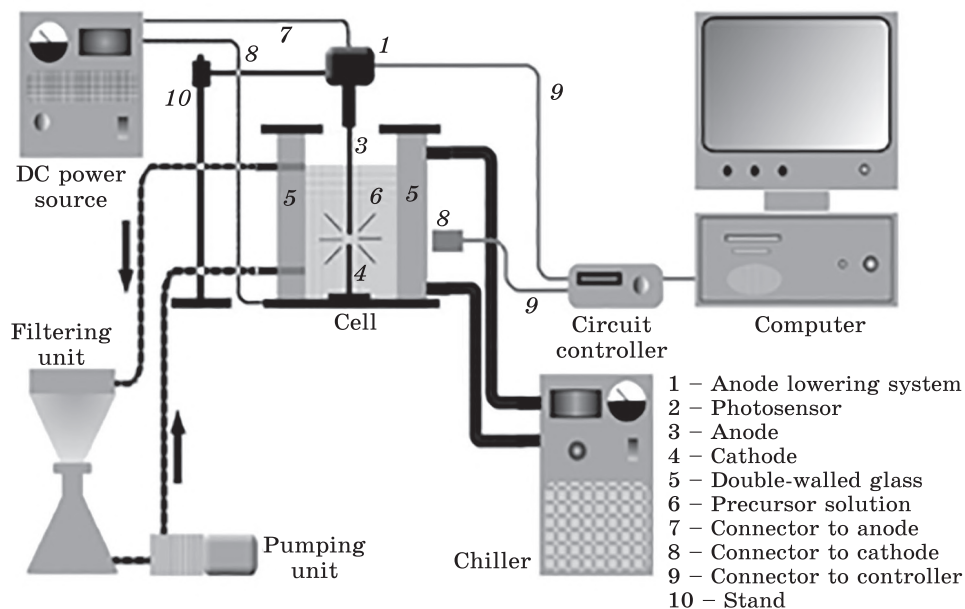 7
1
8
10
9
3
5
6
5
8
4
9
DC power
source
Cell
Circuit
controller
Computer
Filtering
unit
Pumping
unit
Chiller
1 – Anode lowering system
2 – Photosensor
3 – Anode
4 – Cathode
5 – Double-walled glass
6 – Precursor solution
7 – Connector to anode
8 – Connector to cathode
9 – Connector to controller
10 – Stand